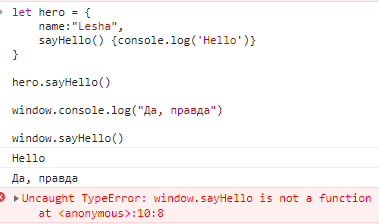 let hero = {
name:"Lesha",
sayHello() {console.log('Hello')}
}
hero.sayHello()
window.console.log("Да, правда")
window.sayHello()
Hello
Да, правда
Uncaught TypeError: window.sayHello is not a function
at <anonymous>:10:8